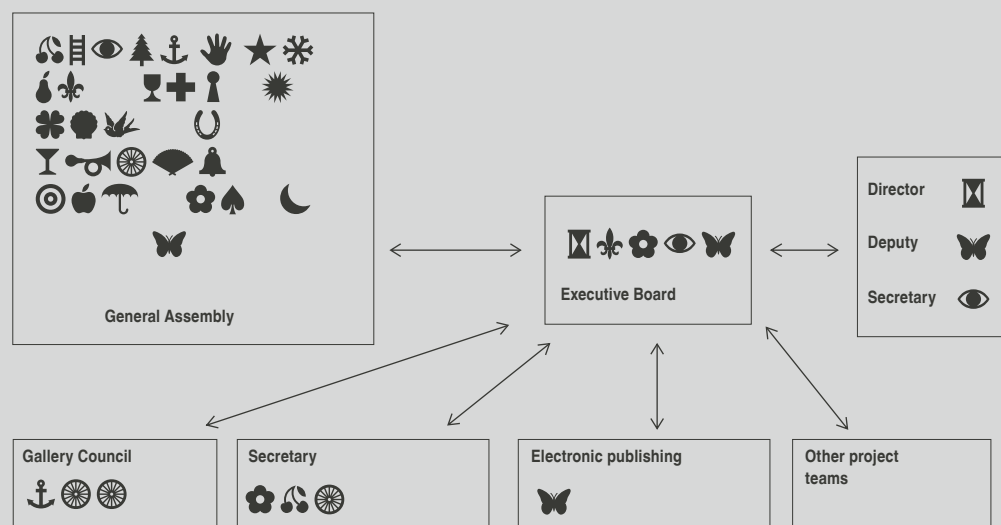 General Assembly
Executive Board
Director
Deputy
Secretary
Gallery Council
Secretary
Electronic publishing
Other project
teams